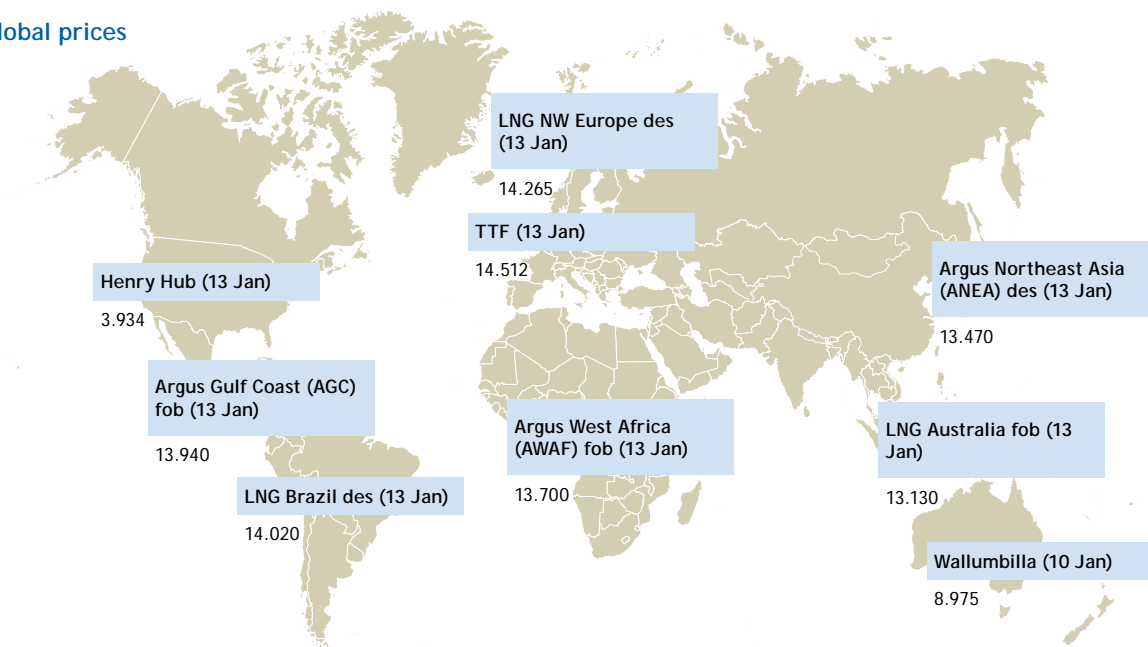 lobal prices
LNG NW Europe des
(13 Jan)
14.265
TTF (13 Jan)
14.512
Henry Hub (13 Jan)
3.934
Argus Northeast Asia
(ANEA) des (13 Jan)
13.470
Argus Gulf Coast (AGC)
fob (13 Jan)
13.940
Argus West Africa
(AWAF) fob (13 Jan)
13.700
LNG Australia fob (13
Jan)
13.130
LNG Brazil des (13 Jan)
14.020
Wallumbilla (10 Jan)
8.975